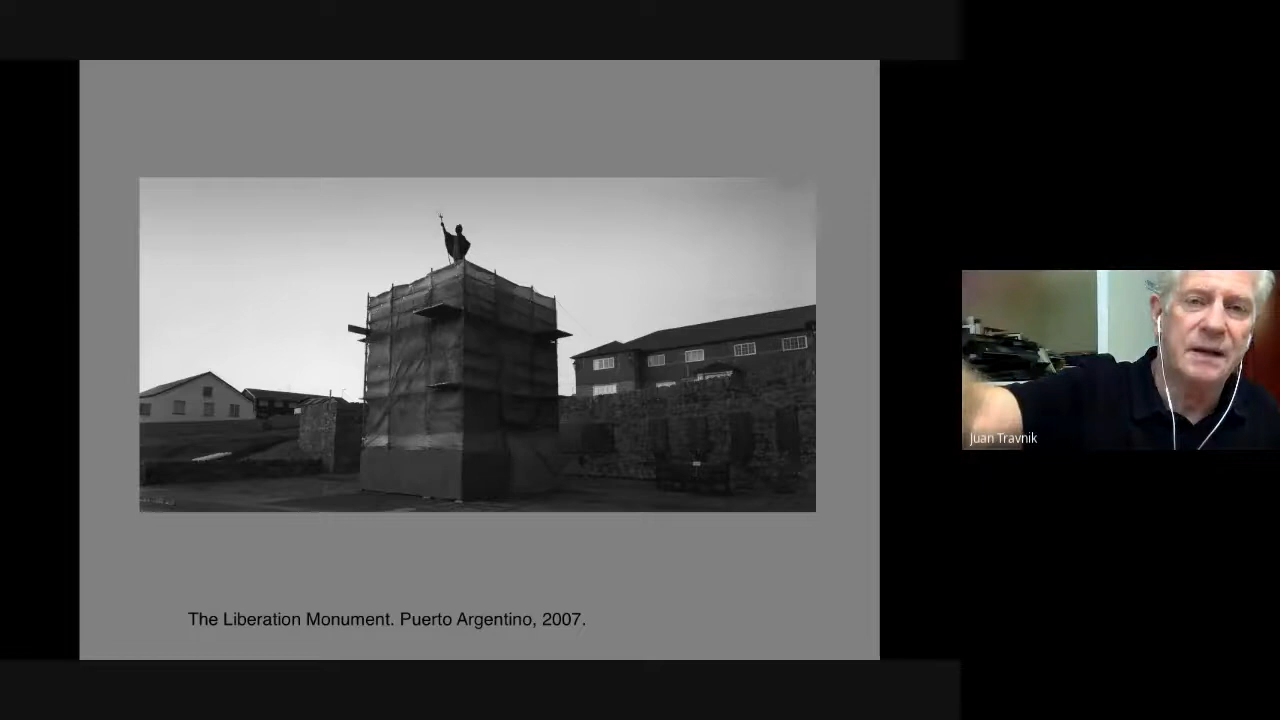 The Liberation Monument. Puerto Argentino, 2007.
Juan Travnik